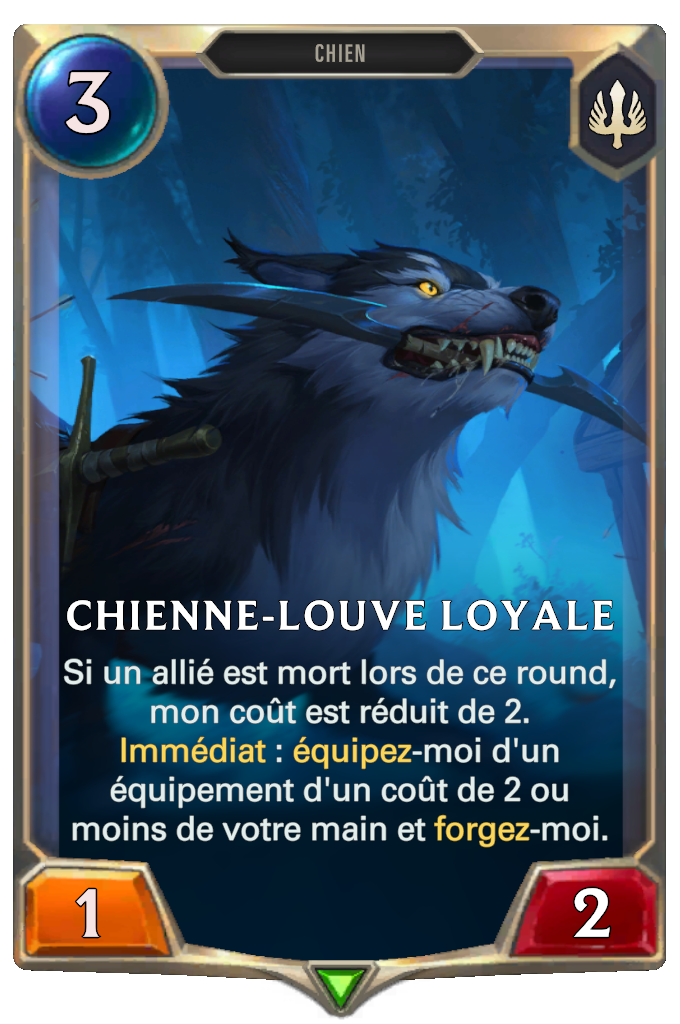 CHIEN
3
CHIENNE-LOUVE LOYALE
Si un allié est mort lors de ce round,
mon coût est réduit de 2.
Immédiat : équipez-moi d'un
équipement d'un coût de 2 ou
moins de votre main et forgez-moi.
1
2